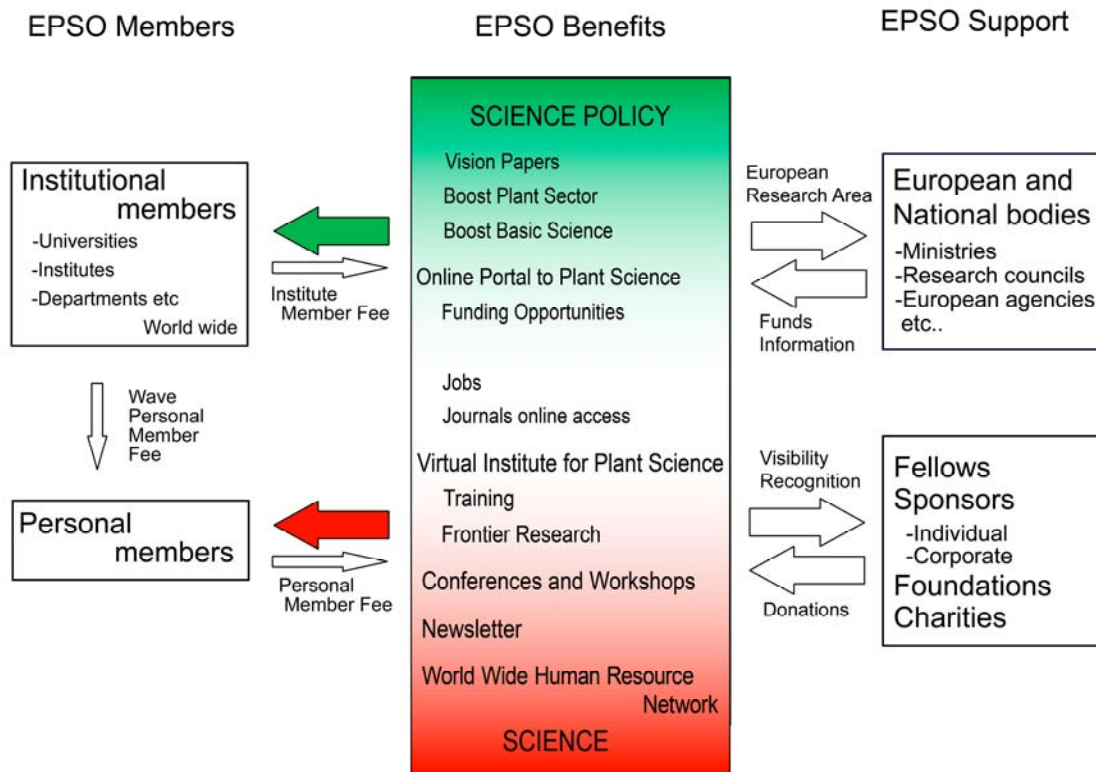 EPSO Members
EPSO Benefits
EPSO Support
Institutional
members
-Universities
-Institutes
-Departments etc
World wide
Institute
Member Fee
Wave
Personal
Member
Fee
Personal
members
Personal
Member Fee
SCIENCE POLICY
Vision Papers
Boost Plant Sector
Boost Basic Science
Online Portal to Plant Science
Funding Opportunities
Jobs
Journals online access
Virtual Institute for Plant Science
Training
Frontier Research
Conferences and Workshops
Newsletter
World Wide Human Resource
Network
SCIENCE
European
Research Area
Funds
Information
Visibility
Recognition
Donations
European and
National bodies
-Ministries
-Research councils
-European agencies
etc..
Fellows
Sponsors
-Individual
-Corporate
Foundations
Charities